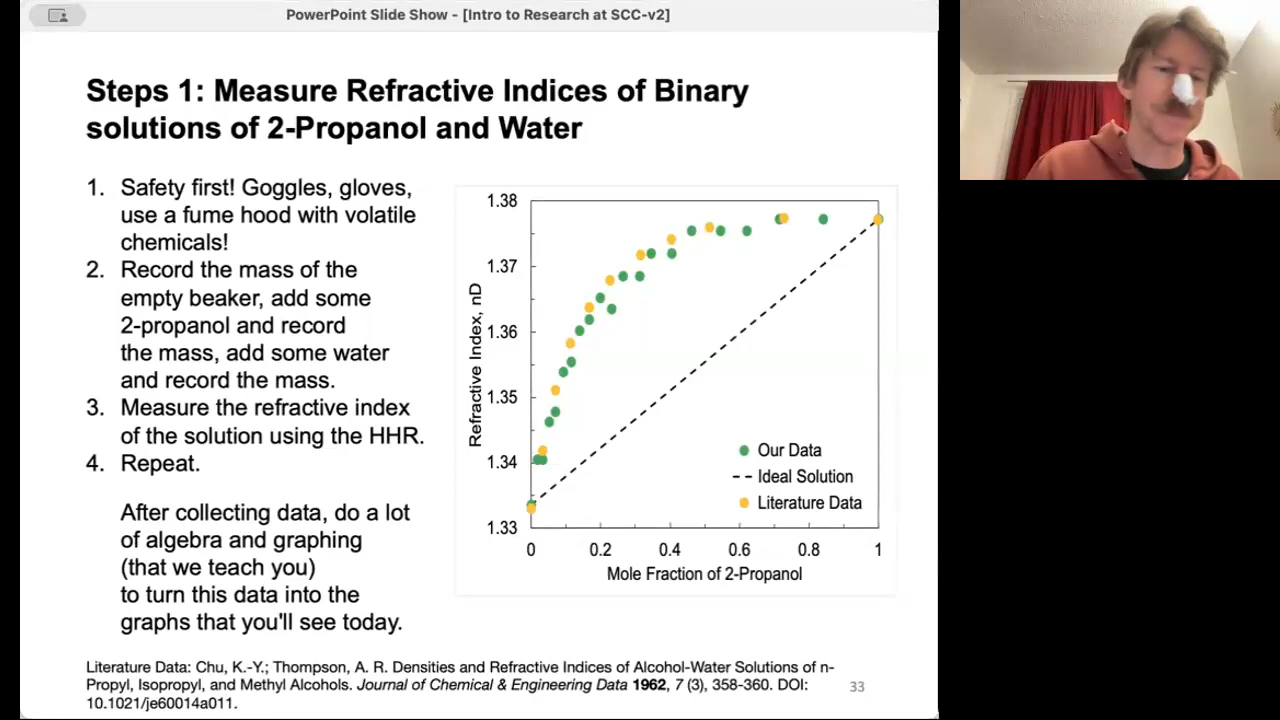 PowerPoint Slide Show - [Intro to Research at SCC-v2]
Steps 1: Measure Refractive Indices of Binary
solutions of 2-Propanol and Water
1. Safety first! Goggles, gloves,
use a fume hood with volatile
chemicals!
2. Record the mass of the
empty beaker, add some
2-propanol and record
the mass, add some water
and record the mass.
3. Measure the refractive index
of the solution using the HHR.
4. Repeat.
After collecting data, do a lot
of algebra and graphing
(that we teach you)
to turn this data into the
graphs that you'll see today.
Refractive Index, nD
1.38
1.37
1.36
1.35
1.34
1.33
Our Data
Ideal Solution
Literature Data
0 0.2 0.4 0.6 0.8 1
Mole Fraction of 2-Propanol
Literature Data: Chu, K.-Y.; Thompson, A. R. Densities and Refractive Indices of Alcohol-Water Solutions of n-
Propyl, Isopropyl, and Methyl Alcohols. Journal of Chemical & Engineering Data 1962, 7 (3), 358-360. DOI:
10.1021/je60014a011.
33